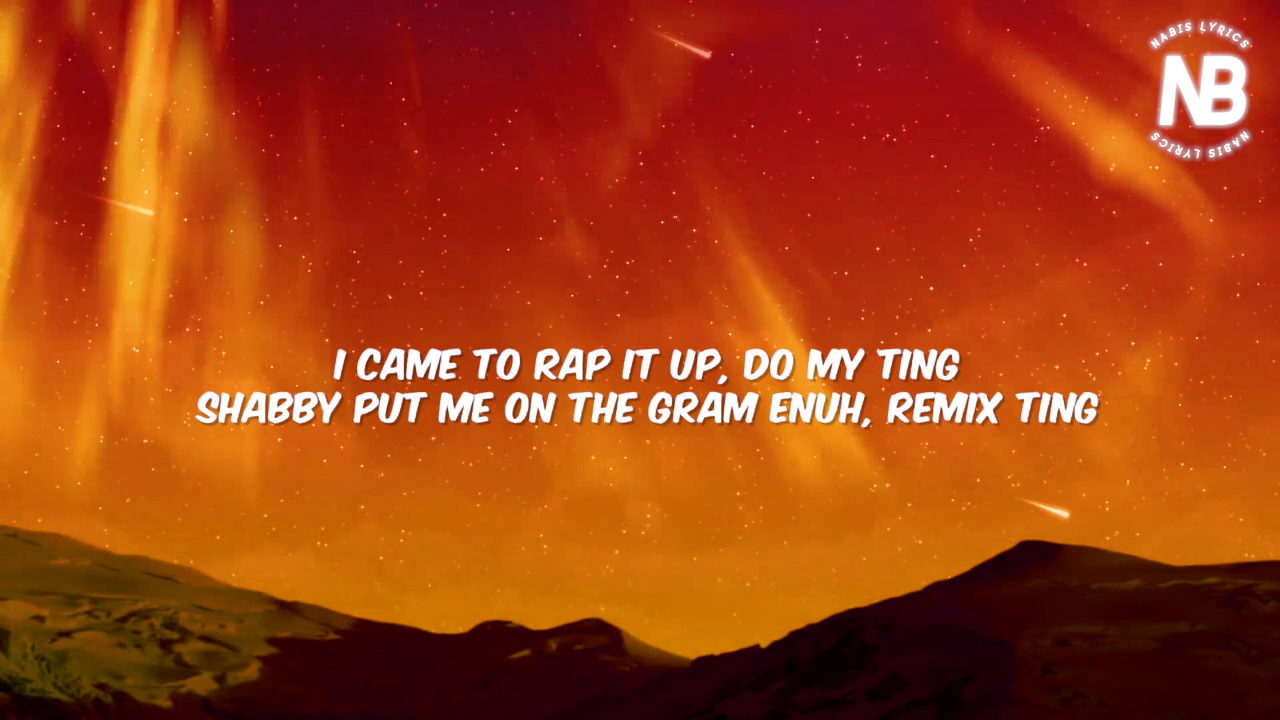 NABIS LYRICS
NB
NABIS LYRICS
I CAME TO RAP IT UP, DO MY TING
SHABBY PUT ME ON THE GRAM ENUH, REMIX TING